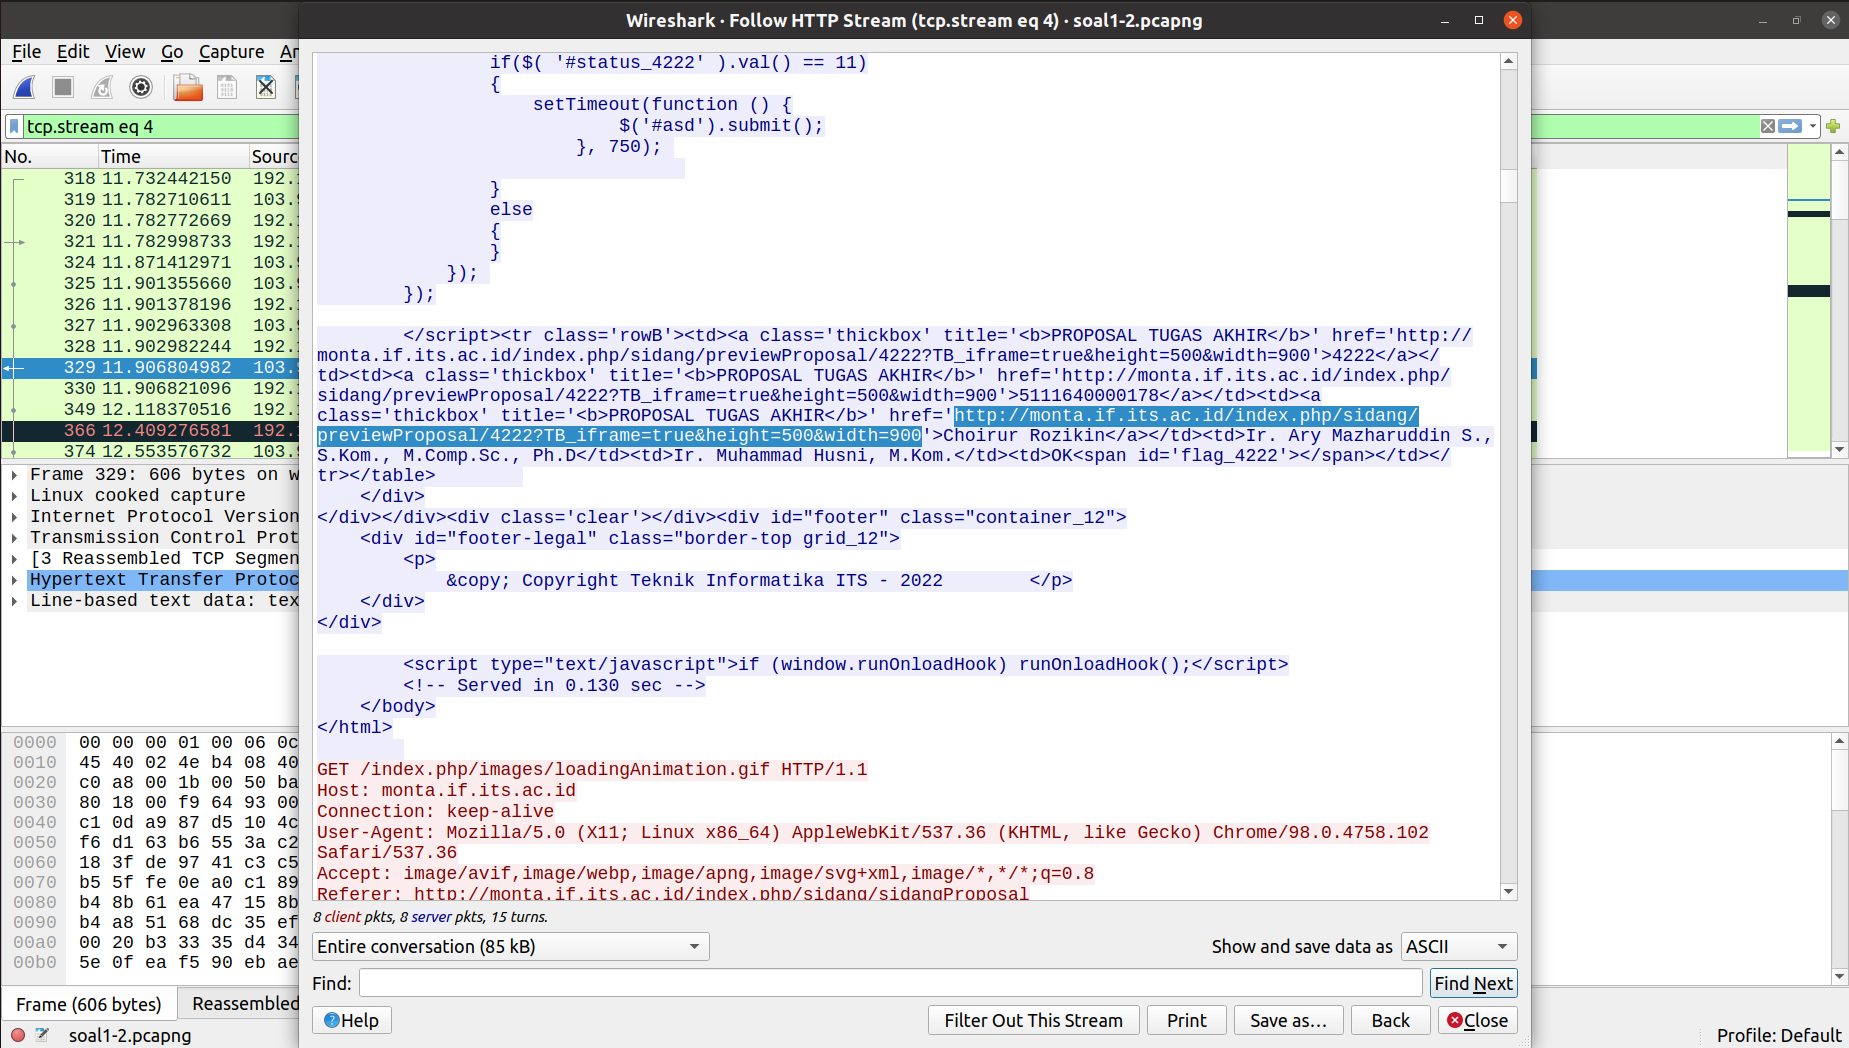 Wireshark · Follow HTTP Stream (tcp.stream eq 4) · soal1-2.pcapng
File Edit View Go Capture An
tcp.stream eq 4
No. Time Sourc
318 11.732442150 192.1
319 11.782710611 103.9
320 11.782772669 192.1
321 11.782998733 192.1
324 11.871412971 103.9
325 11.901355660 103.9
326 11.901378196 192.1
327 11.902963308 103.9
328 11.902982244 192.1
329 11.906804982 103.9
330 11.906821096 192.1
349 12.118370516 192.1
366 12.409276581 192.1
374 12.553576732 103.9
Frame 329: 606 bytes on w
Linux cooked capture
Internet Protocol Version
Transmission Control Prot
[3 Reassembled TCP Segmen
Hypertext Transfer Protoc
Line-based text data: tex
0000 00 00 00 01 00 06 0c
0010 45 40 02 4e b4 08 40
0020 c0 a8 00 1b 00 50 ba
0030 80 18 00 f9 64 93 00
0040 c1 0d a9 87 d5 10 4c
0050 f6 d1 63 b6 55 3a c2
0060 18 3f de 97 41 c3 c5
0070 b5 5f fe 0e a0 c1 89
0080 b4 8b 61 ea 47 15 8b
0090 b4 a8 51 68 dc 35 ef
00a0 00 20 b3 33 35 d4 34
00b0 5e 0f ea f5 90 eb ae
Frame (606 bytes) Reassembled
soal1-2.pcapng
if($( '#status_4222' ).val() == 11)
{
setTimeout(function () {
$('#asd').submit();
}, 750);
}
else
{
}
});
});
</script><tr class='rowB'><td><a class='thickbox' title='<b>PROPOSAL TUGAS AKHIR</b>' href='http://
monta.if.its.ac.id/index.php/sidang/previewProposal/4222?TB_iframe=true&height=500&width=900'>4222</a></
td><td><a class='thickbox' title='<b>PROPOSAL TUGAS AKHIR</b>' href='http://monta.if.its.ac.id/index.php/
sidang/previewProposal/4222?TB_iframe=true&height=500&width=900'>5111640000178</a></td><td><a
class='thickbox' title='<b>PROPOSAL TUGAS AKHIR</b>' href='http://monta.if.its.ac.id/index.php/sidang/
previewProposal/4222?TB_iframe=true&height=500&width=900'>Choirur Rozikin</a></td><td>Ir. Ary Mazharuddin S.,
S.Kom., M.Comp.Sc., Ph.D</td><td>Ir. Muhammad Husni, M.Kom.</td><td>OK<span id='flag_4222'></span></td></
tr></table>
</div>
</div></div><div class='clear'></div><div id="footer" class="container_12">
<div id="footer-legal" class="border-top grid_12">
<p>
&copy; Copyright Teknik Informatika ITS - 2022 </p>
</div>
</div>
<script type="text/javascript">if (window.runOnloadHook) runOnloadHook();</script>
<!-- Served in 0.130 sec -->
</body>
</html>
GET /index.php/images/loadingAnimation.gif HTTP/1.1
Host: monta.if.its.ac.id
Connection: keep-alive
User-Agent: Mozilla/5.0 (X11; Linux x86_64) AppleWebKit/537.36 (KHTML, like Gecko) Chrome/98.0.4758.102
Safari/537.36
Accept: image/avif,image/webp,image/apng,image/svg+xml,image/*,*/*;q=0.8
Referer: http://monta.if.its.ac.id/index.php/sidang/sidangProposal
8 client pkts, 8 server pkts, 15 turns.
Entire conversation (85 kB) Show and save data as ASCII
Find: Find Next
Help Filter Out This Stream Print Save as… Back Close
Profile: Default